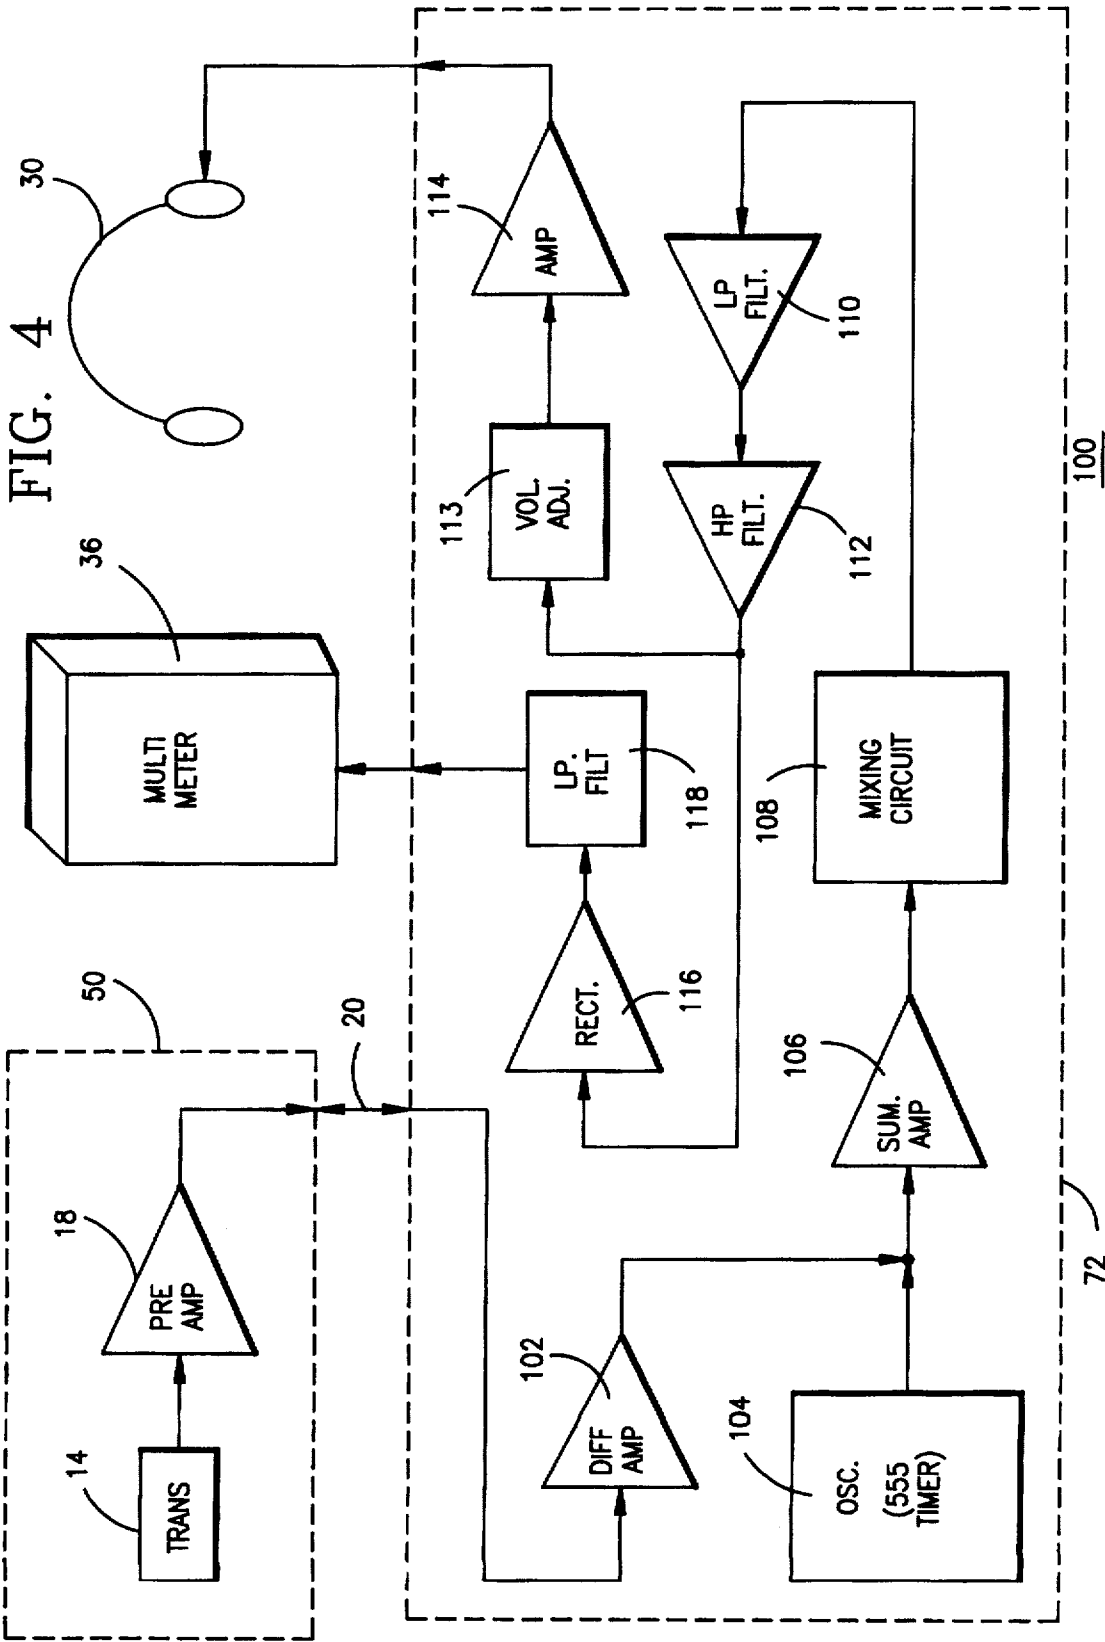 FIG. 4
50
14
TRANS
18
PRE
AMP
20
36
MULTI
METER
30
102
DIFF
AMP
104
OSC.
(555
TIMER)
106
SUM.
AMP
108
MIXING
CIRCUIT
116
RECT.
118
LP.
FILT
113
VOL.
ADJ.
114
AMP
112
HP
FILT.
110
LP
FILT.
72
100